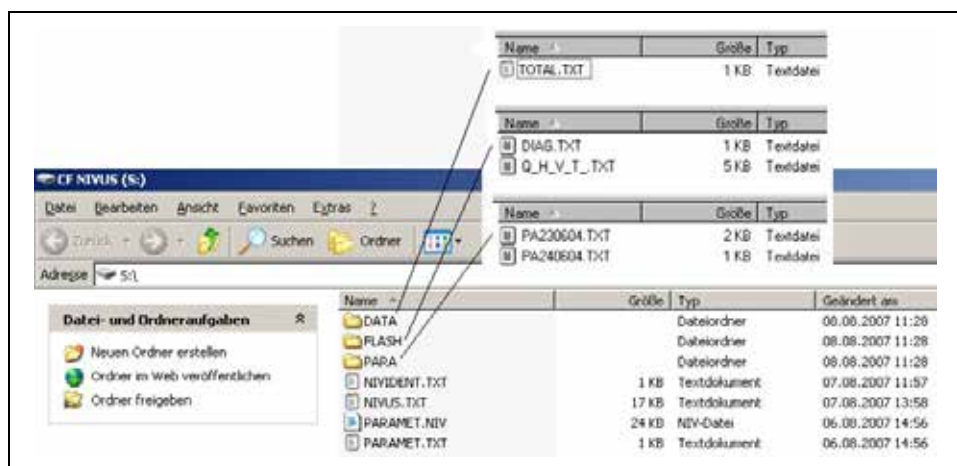 Name Größe Typ
TOTAL.TXT 1 KB Textdatei
Name Größe Typ
DIAG.TXT 1 KB Textdatei
Q_H_V_T_.TXT 5 KB Textdatei
CF NIVUS (S:)
Datei Bearbeiten Ansicht Favoriten Extras ?
Name Größe Typ
Zurück Suchen Ordner
PA230604.TXT 2 KB Textdatei
PA240604.TXT 1 KB Textdatei
Adresse S:\
Name Größe Typ Geändert am
Datei- und Ordneraufgaben
Neuen Ordner erstellen
Ordner im Web veröffentlichen
Ordner freigeben
DATA Dateiordner 08.08.2007 11:28
FLASH Dateiordner 08.08.2007 11:28
PARA Dateiordner 08.08.2007 11:28
NIVIDENT.TXT 1 KB Textdokument 07.08.2007 11:57
NIVUS.TXT 17 KB Textdokument 07.08.2007 13:58
PARAMET.NIV 24 KB NIV-Datei 06.08.2007 14:56
PARAMET.TXT 1 KB Textdokument 06.08.2007 14:56